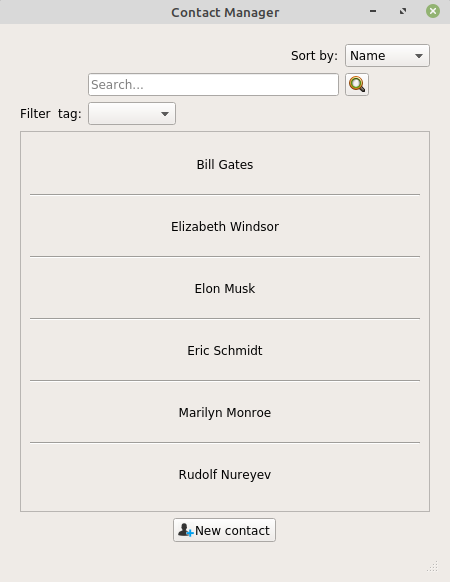 Contact Manager
Sort by: Name
Search...
Filter tag:
Bill Gates
Elizabeth Windsor
Elon Musk
Eric Schmidt
Marilyn Monroe
Rudolf Nureyev
New contact